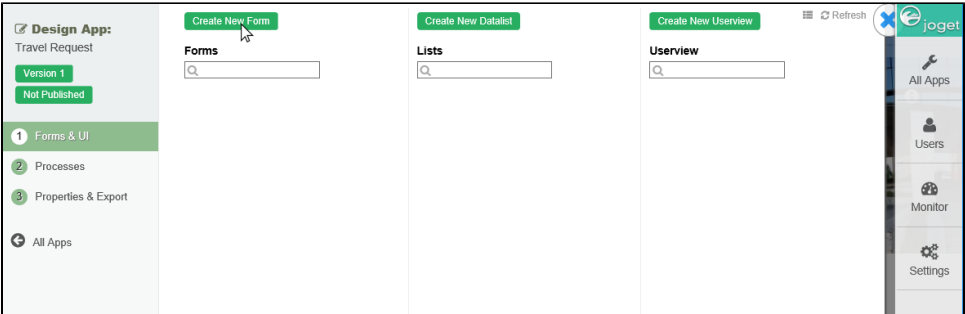 Design App:
Travel Request
Version 1
Not Published
1 Forms & UI
2 Processes
3 Properties & Export
All Apps
Create New Form
Forms
Create New Datalist
Lists
Create New Userview
Userview
Refresh
joget
All Apps
Users
Monitor
Settings